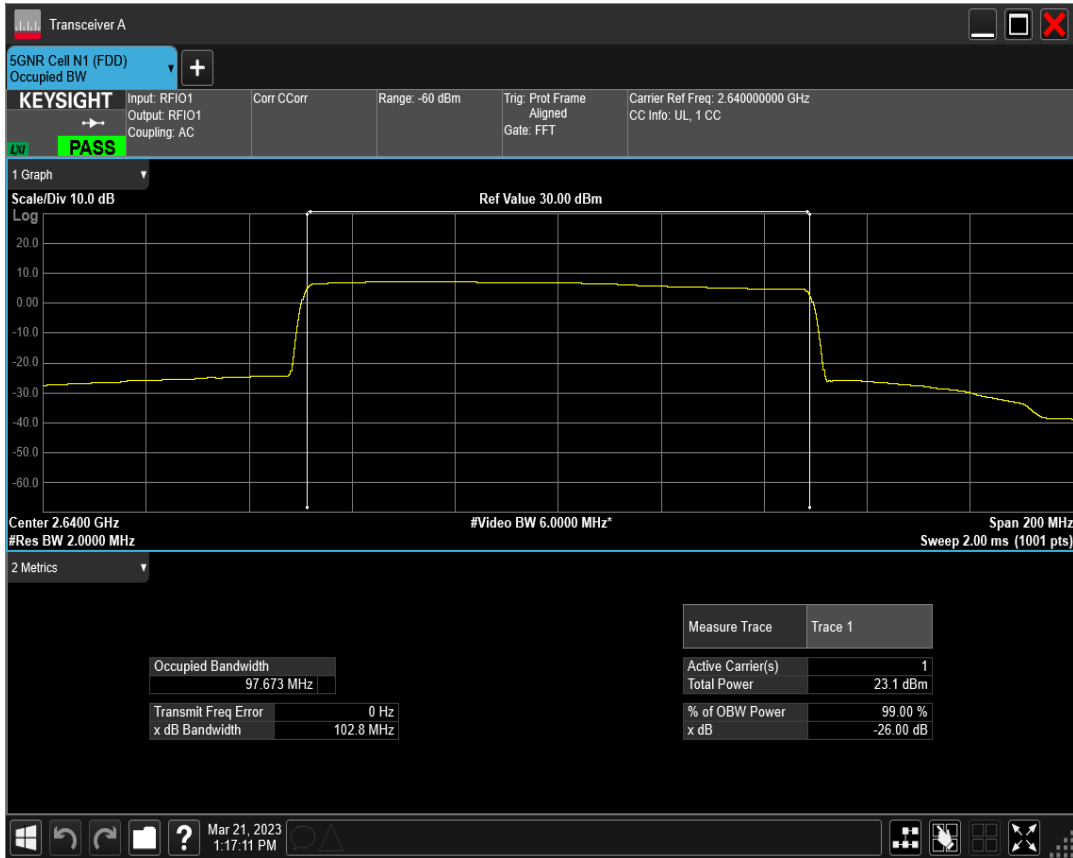 Transceiver A
5GNR Cell N1 (FDD)
Occupied BW
+
KEYSIGHT
LXI
PASS
Input: RFIO1
Output: RFIO1
Coupling: AC
Corr CCorr
Range: -60 dBm
Trig: Prot Frame
Aligned
Gate: FFT
Carrier Ref Freq: 2.640000000 GHz
CC Info: UL, 1 CC
1 Graph
Scale/Div 10.0 dB
Ref Value 30.00 dBm
Log
20.0
10.0
0.00
-10.0
-20.0
-30.0
-40.0
-50.0
-60.0
Center 2.6400 GHz
#Video BW 6.0000 MHz*
Span 200 MHz
#Res BW 2.0000 MHz
Sweep 2.00 ms (1001 pts)
2 Metrics
Measure Trace Trace 1
Occupied Bandwidth
97.673 MHz
Active Carrier(s) 1
Total Power 23.1 dBm
Transmit Freq Error 0 Hz
x dB Bandwidth 102.8 MHz
% of OBW Power 99.00 %
x dB -26.00 dB
?
Mar 21, 2023
1:17:11 PM